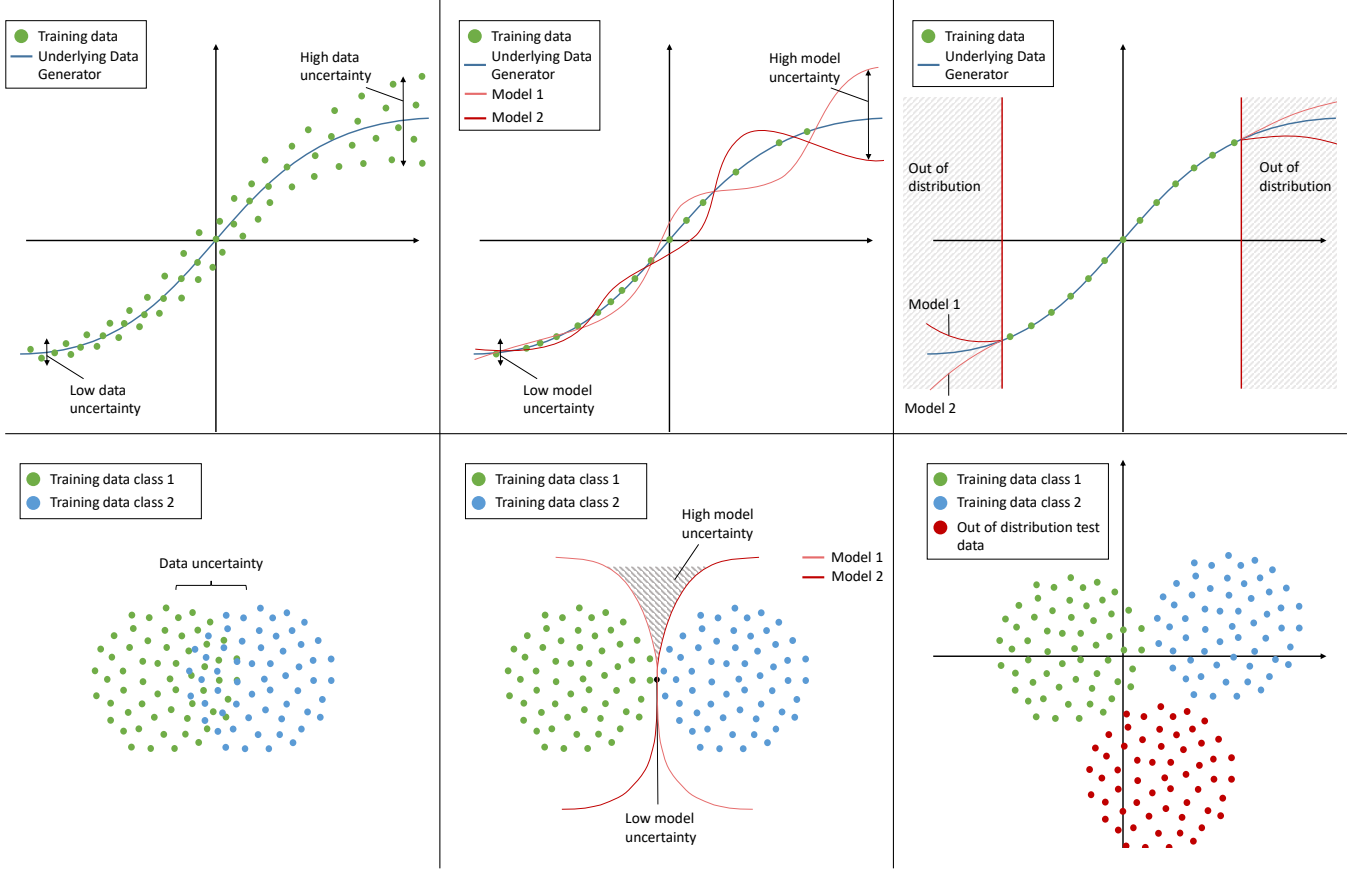 Training data
Underlying Data
Generator
High data
uncertainty
Low data
uncertainty
Training data
Underlying Data
Generator
Model 1
Model 2
High model
uncertainty
Low model
uncertainty
Training data
Underlying Data
Generator
Out of
distribution
Out of
distribution
Model 1
Model 2
Training data class 1
Training data class 2
Data uncertainty
Training data class 1
Training data class 2
High model
uncertainty
Model 1
Model 2
Low model
uncertainty
Training data class 1
Training data class 2
Out of distribution test
data